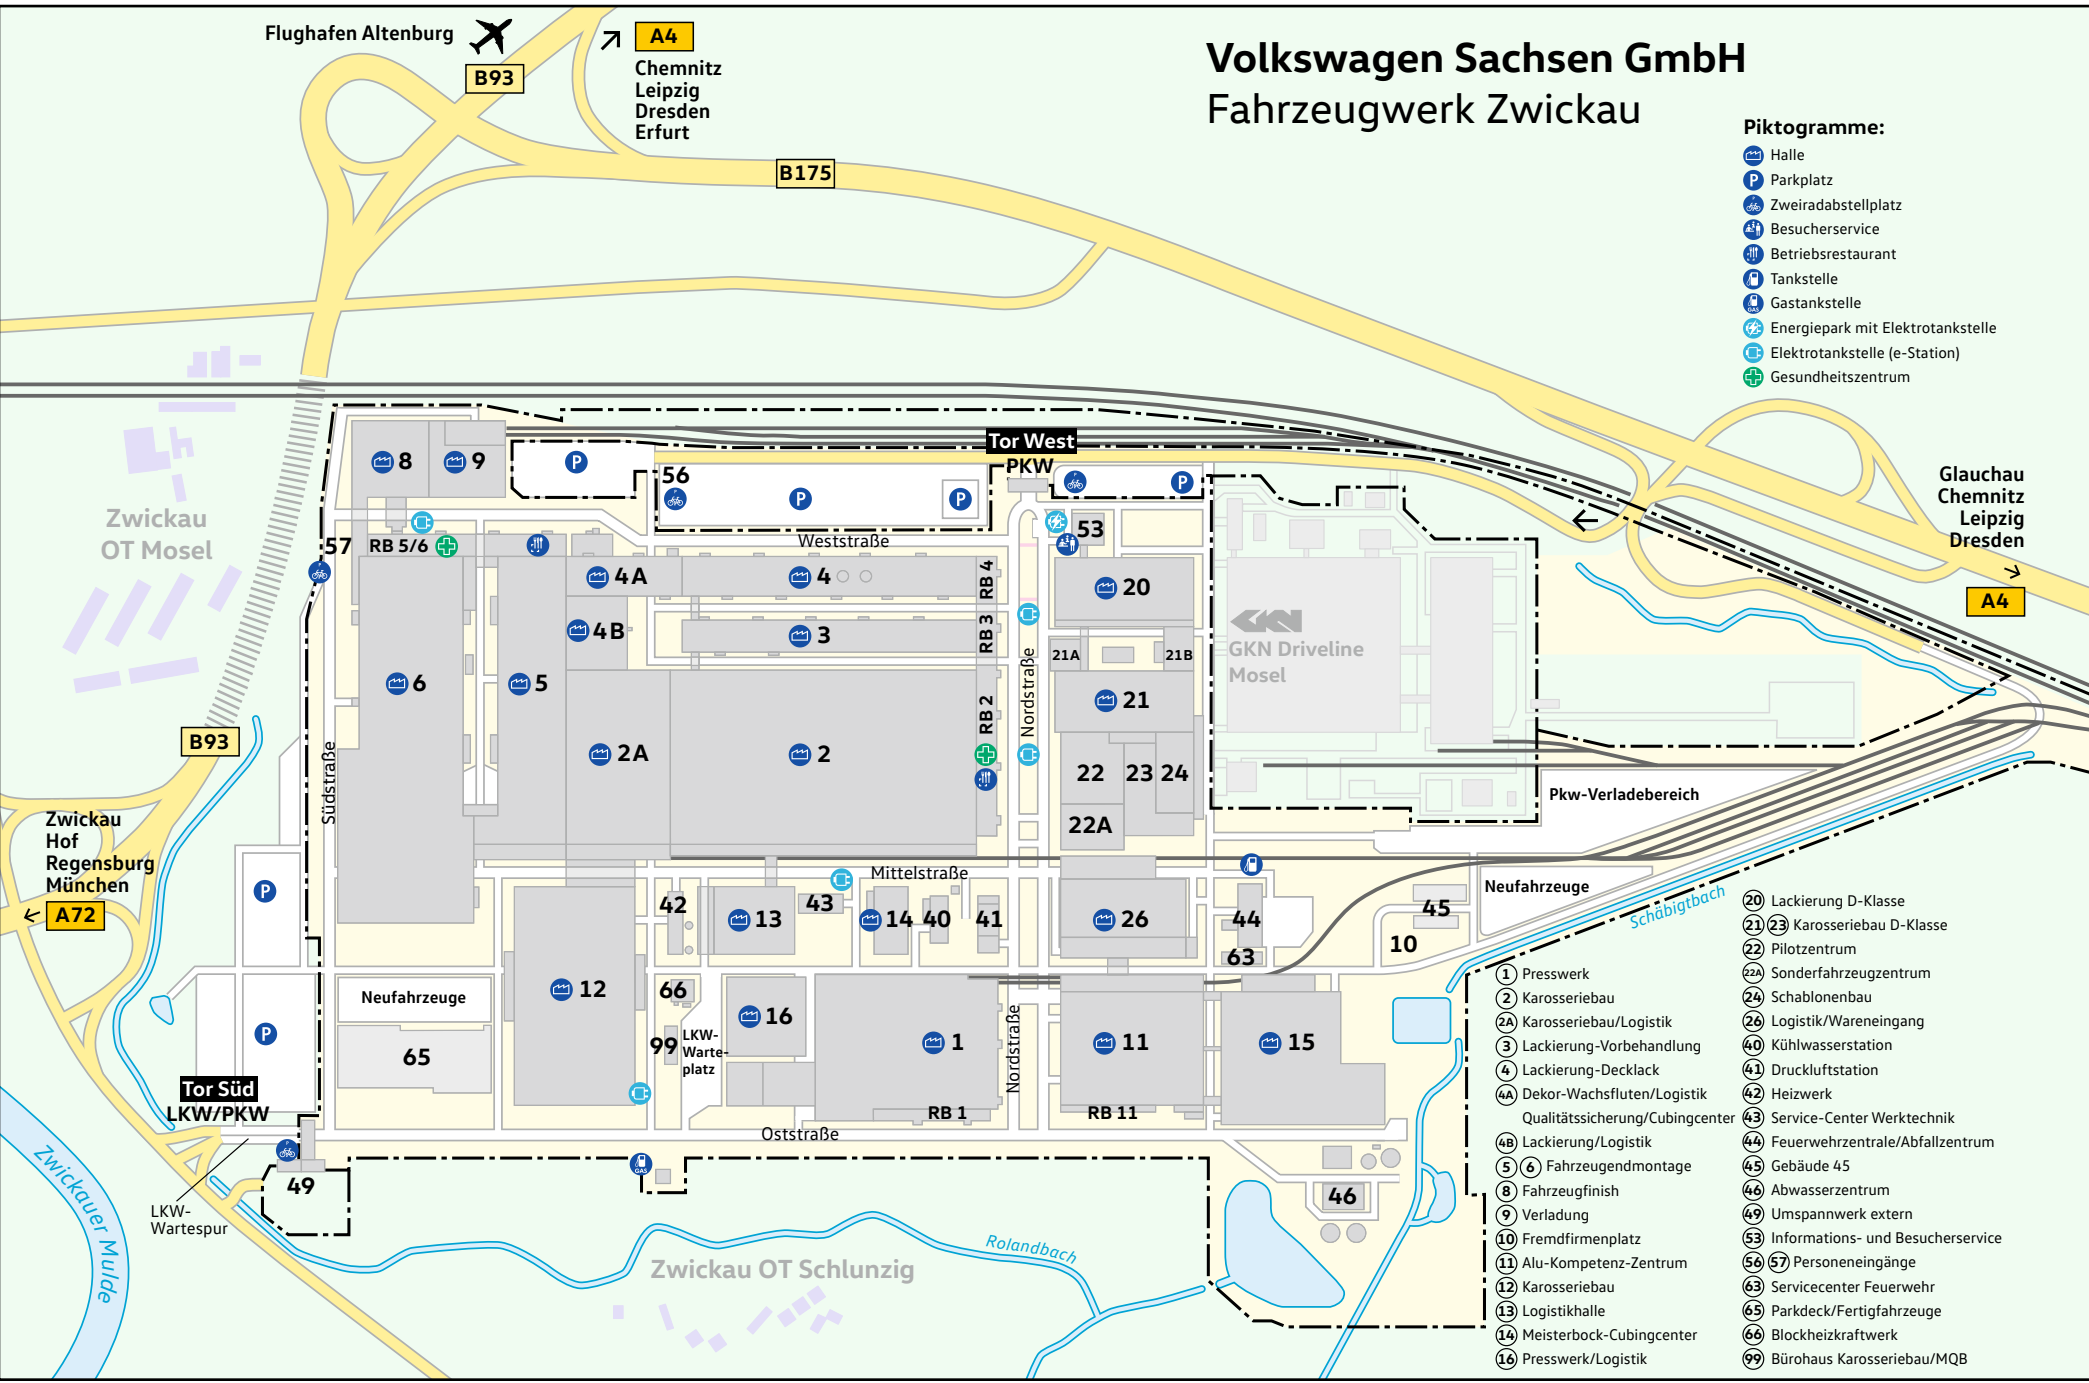 Volkswagen Sachsen GmbH
Fahrzeugwerk Zwickau
Flughafen Altenburg
B93
A4
Chemnitz
Leipzig
Dresden
Erfurt
B175
Piktogramme:
Halle
P Parkplatz
Zweiradabstellplatz
Besucherservice
Betriebsrestaurant
Tankstelle
GAS Gastankstelle
Energiepark mit Elektrotankstelle
Elektrotankstelle (e-Station)
Gesundheitszentrum
Zwickau
OT Mosel
B93
Zwickau
Hof
Regensburg
München
A72
Glauchau
Chemnitz
Leipzig
Dresden
A4
Tor West
PKW
8
9
P
56
P
P
P
P
P
57
RB 5/6
Weststraße
53
4A
4
RB 4
20
4B
3
RB 3
21A
21B
GKN
GKN Driveline
Mosel
6
5
Nordstraße
21
RB 2
2A
2
22
23
24
22A
Südstraße
Pkw-Verladebereich
Mittelstraße
Neufahrzeuge
Schäbigtbach
P
42
13
43
14
40
41
26
44
45
63
10
Neufahrzeuge
12
66
16
P
65
99
LKW-
Warte-
platz
1
Nordstraße
11
15
RB 1
RB 11
Tor Süd
LKW/PKW
Oststraße
P
GAS
49
46
LKW-
Wartespur
Zwickauer Mulde
Rolandbach
Zwickau OT Schlunzig
1 Presswerk
2 Karosseriebau
2A Karosseriebau/Logistik
3 Lackierung-Vorbehandlung
4 Lackierung-Decklack
4A Dekor-Wachsfluten/Logistik
Qualitätssicherung/Cubingcenter
4B Lackierung/Logistik
5 6 Fahrzeugendmontage
8 Fahrzeugfinish
9 Verladung
10 Fremdfirmenplatz
11 Alu-Kompetenz-Zentrum
12 Karosseriebau
13 Logistikhalle
14 Meisterbock-Cubingcenter
16 Presswerk/Logistik
20 Lackierung D-Klasse
21 23 Karosseriebau D-Klasse
22 Pilotzentrum
22A Sonderfahrzeugzentrum
24 Schablonenbau
26 Logistik/Wareneingang
40 Kühlwasserstation
41 Druckluftstation
42 Heizwerk
43 Service-Center Werktechnik
44 Feuerwehrzentrale/Abfallzentrum
45 Gebäude 45
46 Abwasserzentrum
49 Umspannwerk extern
53 Informations- und Besucherservice
56 57 Personeneingänge
63 Servicecenter Feuerwehr
65 Parkdeck/Fertigfahrzeuge
66 Blockheizkraftwerk
99 Bürohaus Karosseriebau/MQB